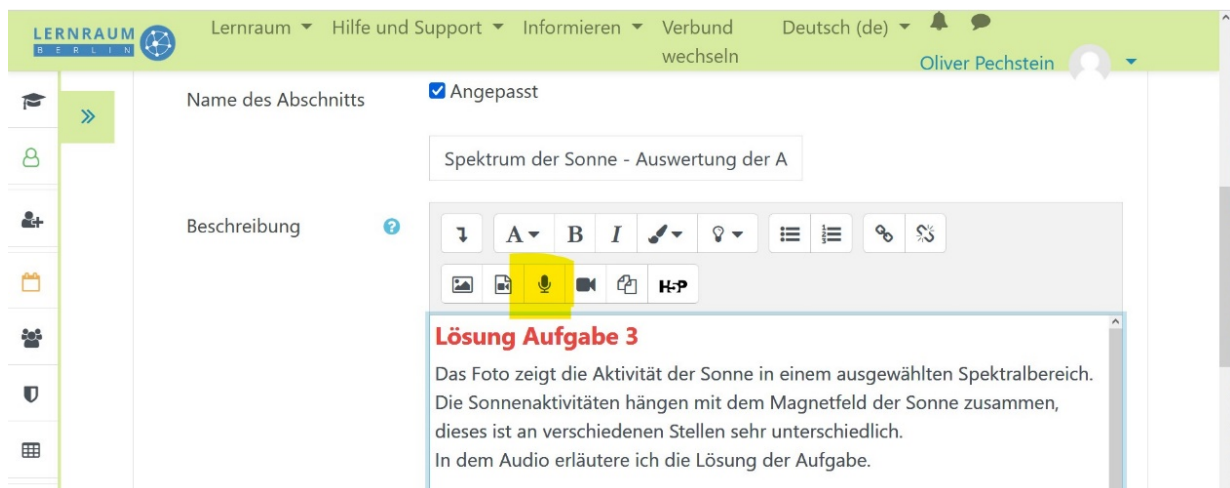 LERNRAUM
BERLIN
Lernraum Hilfe und Support Informieren Verbund wechseln Deutsch (de)
Oliver Pechstein
Name des Abschnitts
Angepasst
Spektrum der Sonne - Auswertung der A
Beschreibung
A B I
H5P
Lösung Aufgabe 3
Das Foto zeigt die Aktivität der Sonne in einem ausgewählten Spektralbereich.
Die Sonnenaktivitäten hängen mit dem Magnetfeld der Sonne zusammen,
dieses ist an verschiedenen Stellen sehr unterschiedlich.
In dem Audio erläutere ich die Lösung der Aufgabe.